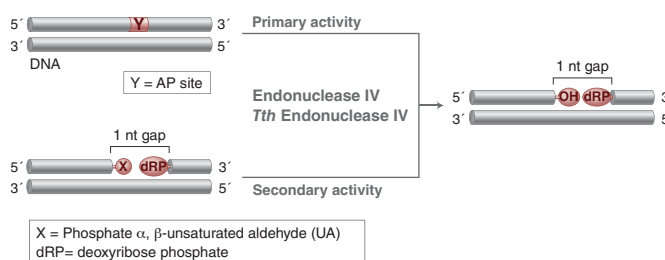 5´ Y 3´ Primary activity
3´ 5´
DNA
Y = AP site
1 nt gap
Endonuclease IV
Tth Endonuclease IV
5´ OH dRP 3
3´ 5
1 nt gap
5´ X dRP 3´
3´ 5´ Secondary activity
X = Phosphate α, β-unsaturated aldehyde (UA)
dRP= deoxyribose phosphate